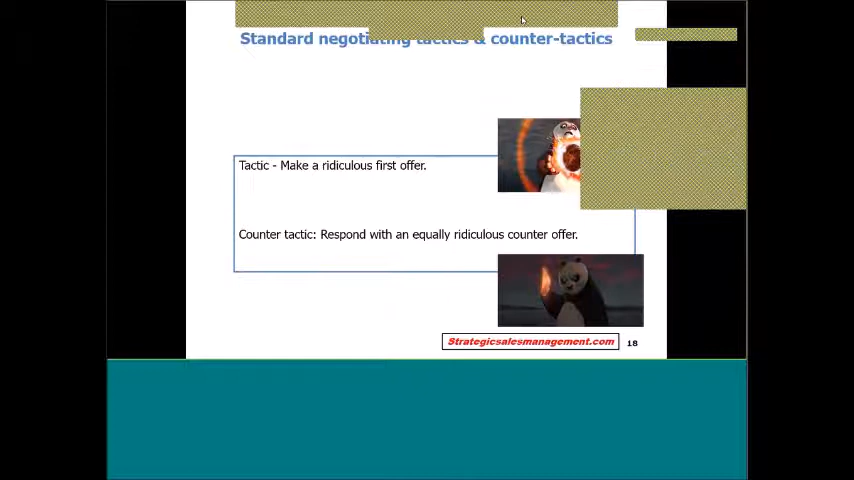 Standard negotiating tactics & counter-tactics
Tactic - Make a ridiculous first offer.
Counter tactic: Respond with an equally ridiculous counter offer.
Strategicsalesmanagement.com
18